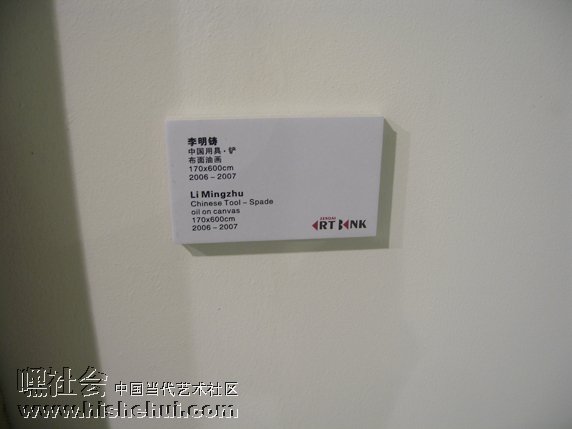 李明铸
中国用具·铲
布面油画
170x600cm
2006 - 2007
Li Mingzhu
Chinese Tool - Spade
oil on canvas
170x600cm
2006 - 2007
ART BANK
嘿社会 中国当代艺术社区
www.hishehui.com